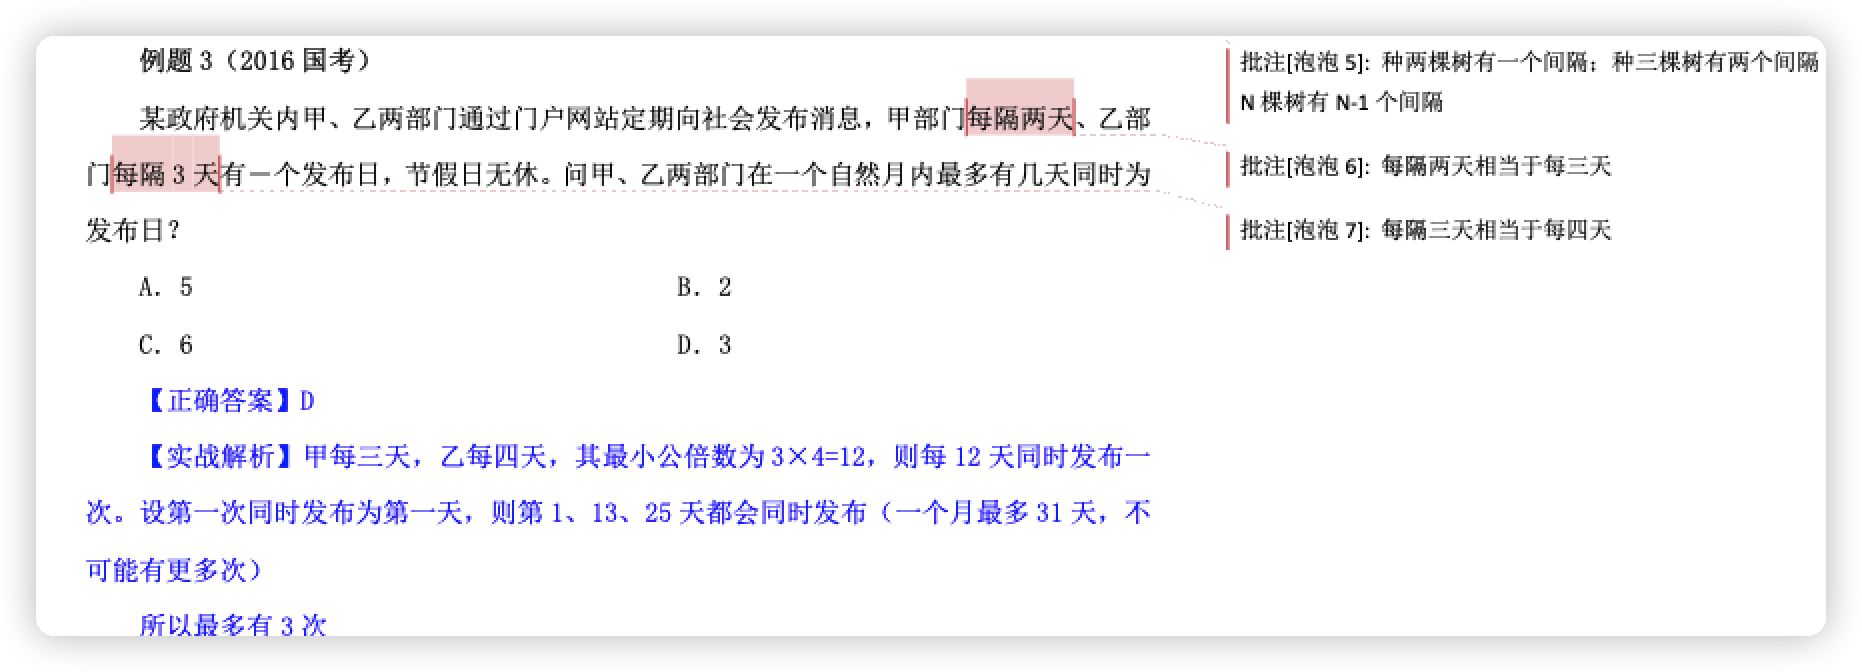 例题 3（2016 国考）
某政府机关内甲、乙两部门通过门户网站定期向社会发布消息，甲部门每隔两天、乙部
门每隔 3 天有一个发布日，节假日无休。问甲、乙两部门在一个自然月内最多有几天同时为
发布日？
A. 5
B. 2
C. 6
D. 3
【正确答案】D
【实战解析】甲每三天，乙每四天，其最小公倍数为 3×4=12，则每 12 天同时发布一
次。设第一次同时发布为第一天，则第 1、13、25 天都会同时发布（一个月最多 31 天，不
可能有更多次）
所以最多有 3 次
批注[泡泡 5]: 种两棵树有一个间隔；种三棵树有两个间隔
N 棵树有 N-1 个间隔
批注[泡泡 6]: 每隔两天相当于每三天
批注[泡泡 7]: 每隔三天相当于每四天